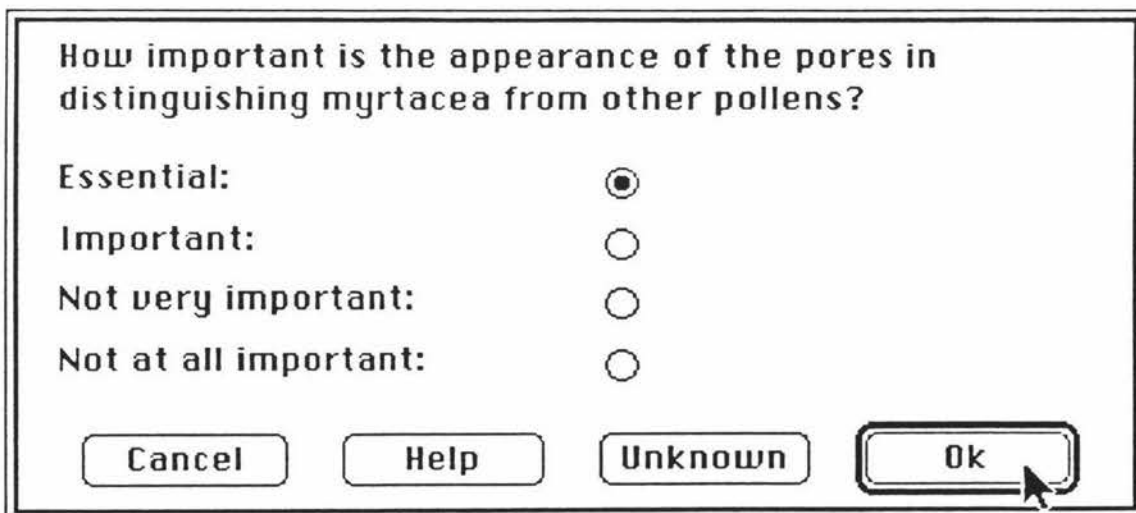 How important is the appearance of the pores in
distinguishing myrtacea from other pollens?
Essential:
Important:
Not very important:
Not at all important:
Cancel Help Unknown Ok